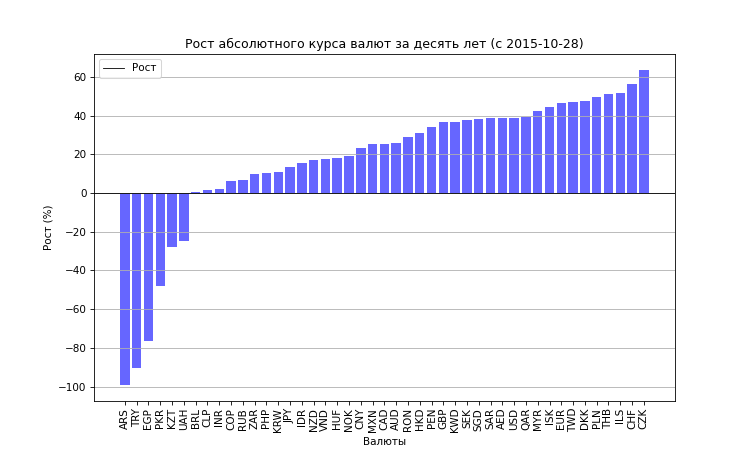 Рост абсолютного курса валют за десять лет (с 2015-10-28)
Рост
Рост (%)
60
40
20
0
−20
−40
−60
−80
−100
ARS TRY EGP PKR KZT UAH BRL CLP INR COP RUB ZAR PHP KRW JPY IDR NZD VND HUF NOK CNY MXN CAD AUD RON HKD PEN GBP KWD SEK SGD SAR AED USD QAR MYR ISK EUR TWD DKK PLN THB ILS CHF CZK
Валюты